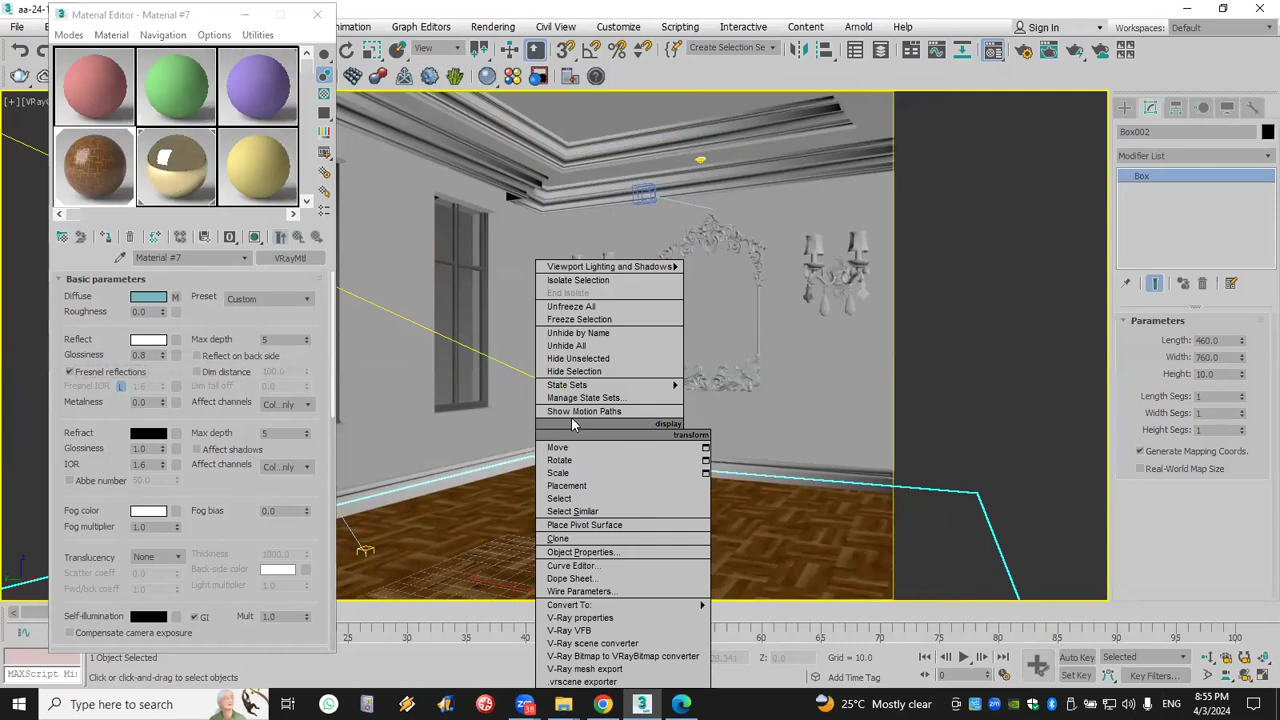 aa-24-1
Material Editor - Material #7
File
Animation
Graph Editors
Rendering
Civil View
Customize
Scripting
Interactive
Content
Arnold
Help
Sign In
Workspaces: Default
Modes
Material
Navigation
Options
Utilities
View
Create Selection Se
[+] [VRayC
Box002
Modifier List
Box
Material #7
VRayMtl
Basic parameters
Diffuse
M
Preset
Custom
Roughness
0.0
Reflect
Max depth
5
Glossiness
0.8
Reflect on back side
Fresnel reflections
Dim distance
100.0
Fresnel IOR
L
1.6
Dim fall off
0.0
Metalness
0.0
Affect channels
Col...nly
Refract
Max depth
5
Glossiness
1.0
Affect shadows
IOR
1.6
Affect channels
Col...nly
Abbe number
50.0
Fog color
Fog bias
0.0
Fog multiplier
1.0
Translucency
None
Thickness
1000.0
Scatter coeff
0.0
Back-side color
Fwd/bck coeff
0.0
Light multiplier
1.0
Self-illumination
GI
Mult
1.0
Compensate camera exposure
Viewport Lighting and Shadows
Isolate Selection
End Isolate
Unfreeze All
Freeze Selection
Unhide by Name
Unhide All
Hide Unselected
Hide Selection
State Sets
Manage State Sets...
Show Motion Paths
display
transform
Move
Rotate
Scale
Placement
Select
Select Similar
Place Pivot Surface
Clone
Object Properties...
Curve Editor...
Dope Sheet...
Wire Parameters...
Convert To:
V-Ray properties
V-Ray VFB
V-Ray scene converter
V-Ray Bitmap to VRayBitmap converter
V-Ray mesh export
.vrscene exporter
Parameters
Length: 460.0
Width: 760.0
Height: 10.0
Length Segs: 1
Width Segs: 1
Height Segs: 1
Generate Mapping Coords.
Real-World Map Size
25
30
35
40
45
60
65
70
75
80
85
90
95
100
MAXScript Mi
1 Object Selected
Click or click-and-drag to select objects
28.341
Z: 0.0
Grid = 10.0
Add Time Tag
0
Auto Key
Selected
Set Key
Key Filters...
Type here to search
38
25°C Mostly clear
8:55 PM
4/3/2024